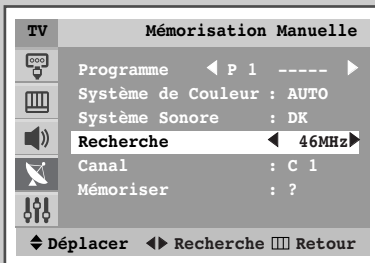 TV Mémorisation Manuelle
Programme ◀ P 1 ----- ▶
Système de Couleur : AUTO
Système Sonore : DK
Recherche ◀ 46MHz▶
Canal : C 1
Mémoriser : ?
Déplacer Recherche Retour